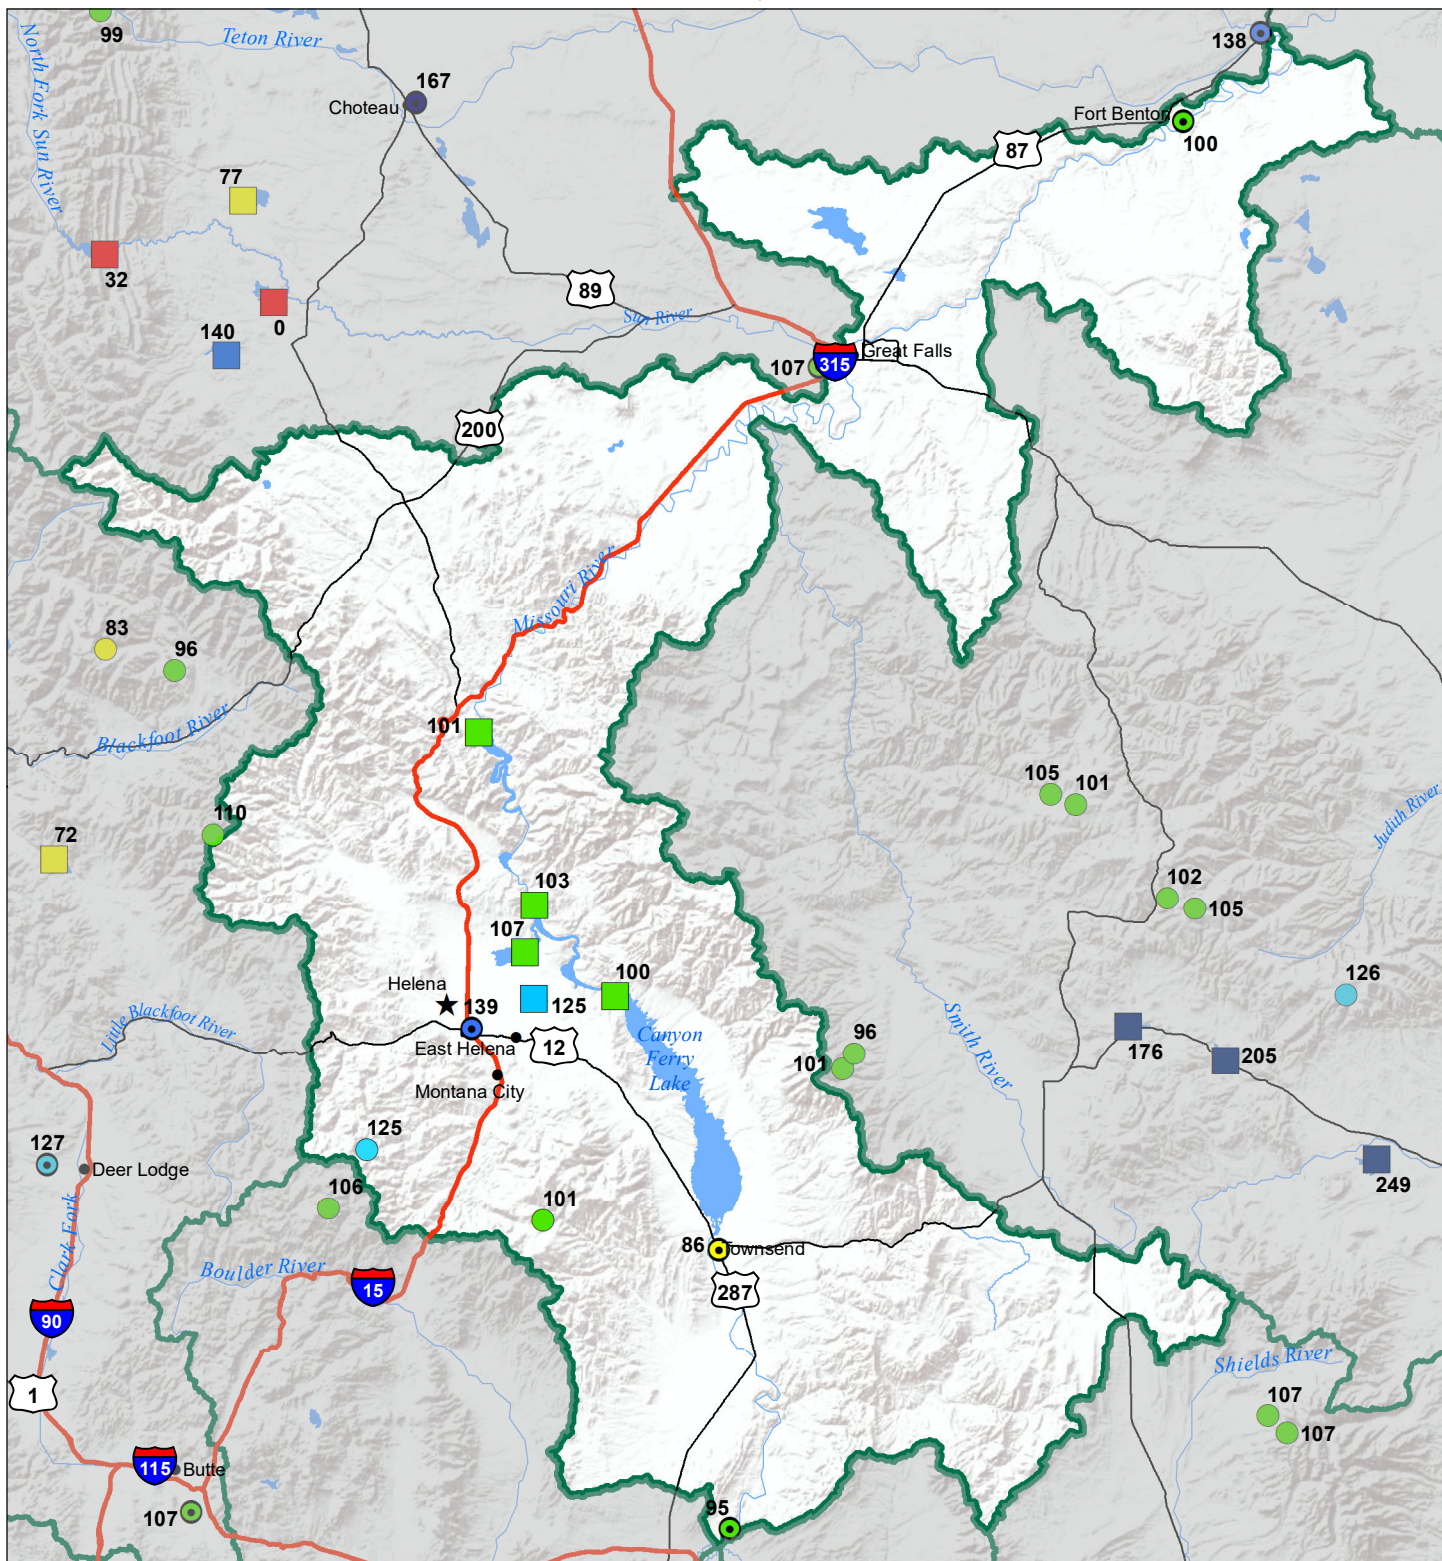 99
Teton River
138
North Fork Sun River
167
Choteau
Fort Benton
100
87
77
32
89
0
Sun River
140
107
315
Great Falls
200
Missouri River
83
96
Blackfoot River
101
105
101
110
72
Judith River
103
102
105
107
100
126
Helena
139
125
Little Blackfoot River
East Helena
12
Canyon
Ferry
Lake
Smith River
96
101
176
205
Montana City
125
127
Deer Lodge
249
106
101
Clark Fork
86
Townsend
Boulder River
15
287
90
1
Shields River
107
107
115
Butte
107
95